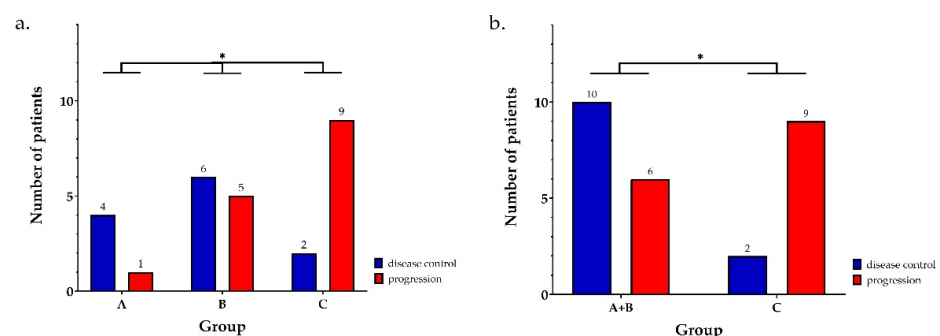 a.
*
Number of patients
10
5
0
4
1
6
5
2
9
A
B
C
Group
disease control
progression
b.
*
Number of patients
10
5
0
10
6
2
9
A+B
C
Group
disease control
progression